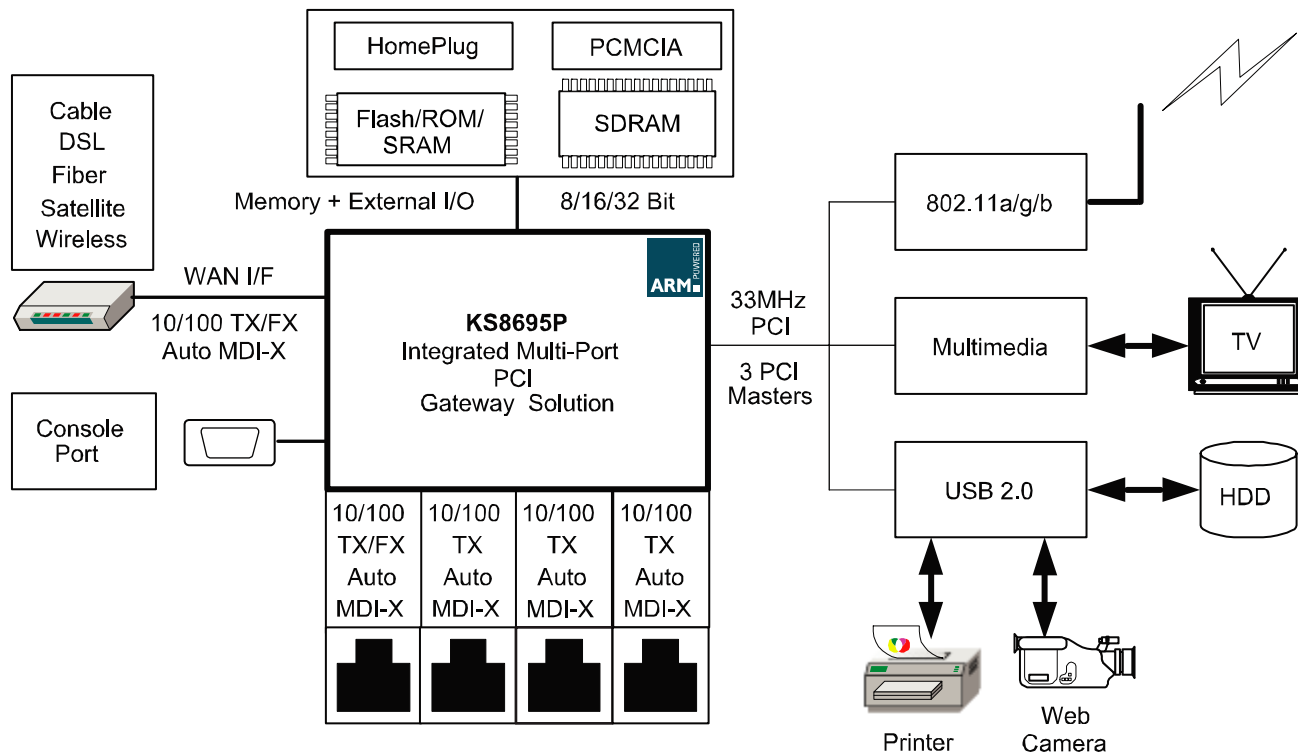 HomePlug
PCMCIA
Flash/ROM/
SRAM
SDRAM
Cable
DSL
Fiber
Satellite
Wireless
Memory + External I/O
8/16/32 Bit
802.11a/g/b
WAN I/F
10/100 TX/FX
Auto MDI-X
ARM
POWERED
KS8695P
Integrated Multi-Port
PCI
Gateway Solution
33MHz
PCI
3 PCI
Masters
Multimedia
TV
Console
Port
USB 2.0
HDD
10/100
TX/FX
Auto
MDI-X
10/100
TX
Auto
MDI-X
10/100
TX
Auto
MDI-X
10/100
TX
Auto
MDI-X
Printer
Web
Camera